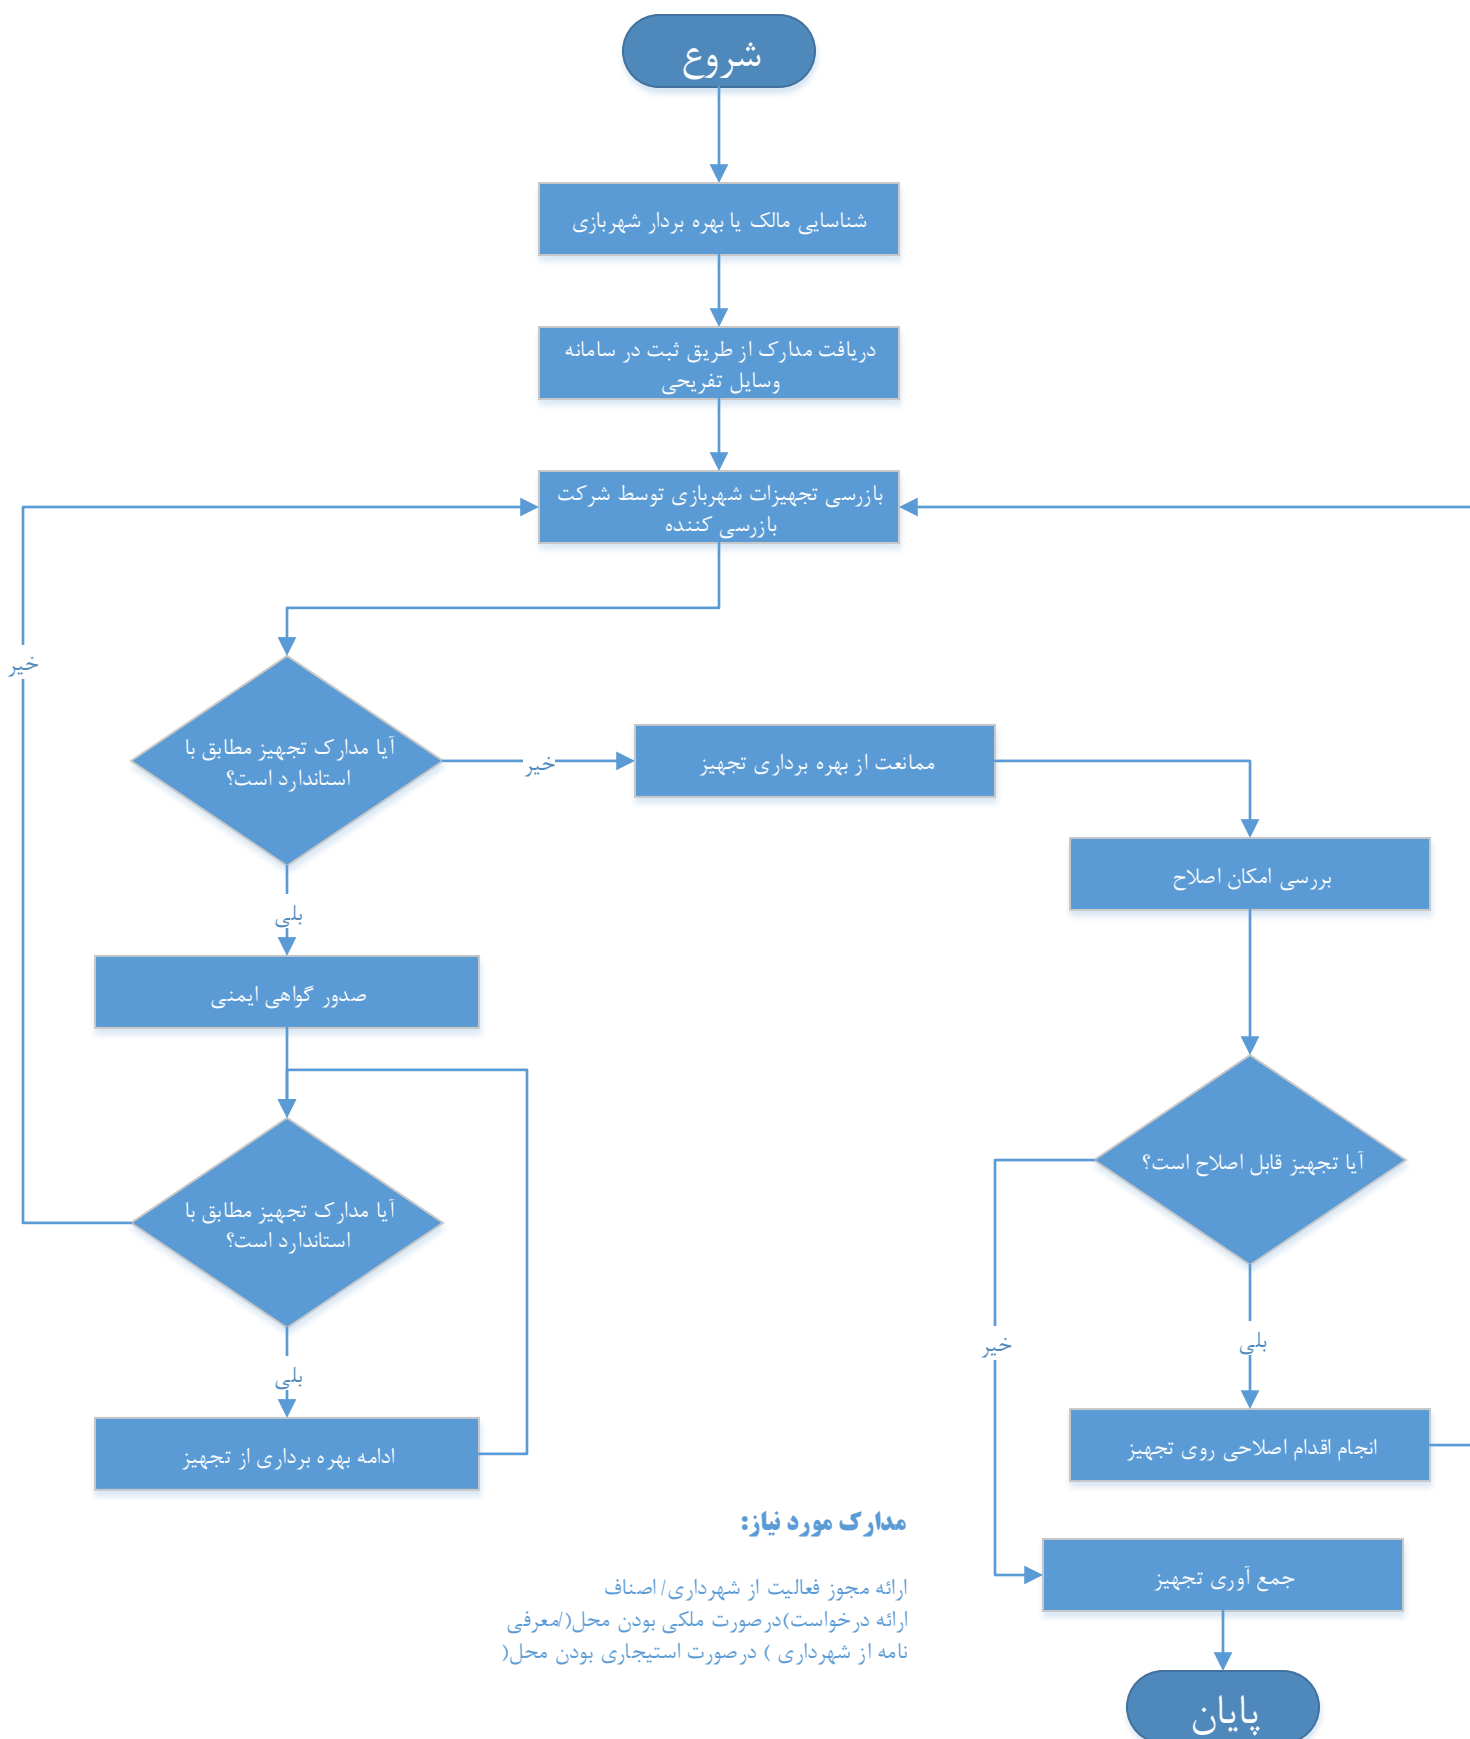 شروع
شناسایی مالک یا بهره بردار شهربازی
دریافت مدارک از طریق ثبت در سامانه
وسایل تفریحی
بازرسی تجهیزات شهربازی توسط شرکت
بازرسی کننده
خیر
آیا مدارک تجهیز مطابق با
استاندارد است؟
خیر
ممانعت از بهره برداری تجهیز
بررسی امکان اصلاح
بلی
صدور گواهی ایمنی
آیا تجهیز قابل اصلاح است؟
آیا مدارک تجهیز مطابق با
استاندارد است؟
خیر
بلی
بلی
انجام اقدام اصلاحی روی تجهیز
ادامه بهره برداری از تجهیز
مدارک مورد نیاز:
جمع آوری تجهیز
ارائه مجوز فعالیت از شهرداری/ اصناف
ارائه درخواست)درصورت ملکی بودن محل(/معرفی
نامه از شهرداری ) درصورت استیجاری بودن محل(
پایان